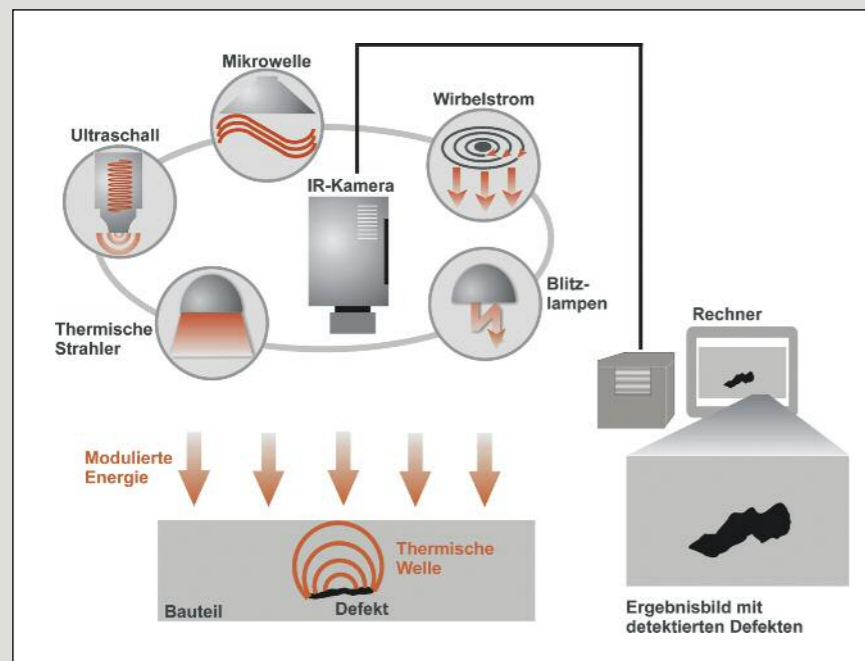 Mikrowelle
Wirbelstrom
Ultraschall
IR-Kamera
Blitz-
lampen
Thermische
Strahler
Rechner
Modulierte
Energie
Thermische
Welle
Bauteil
Defekt
Ergebnisbild mit
detektierten Defekten